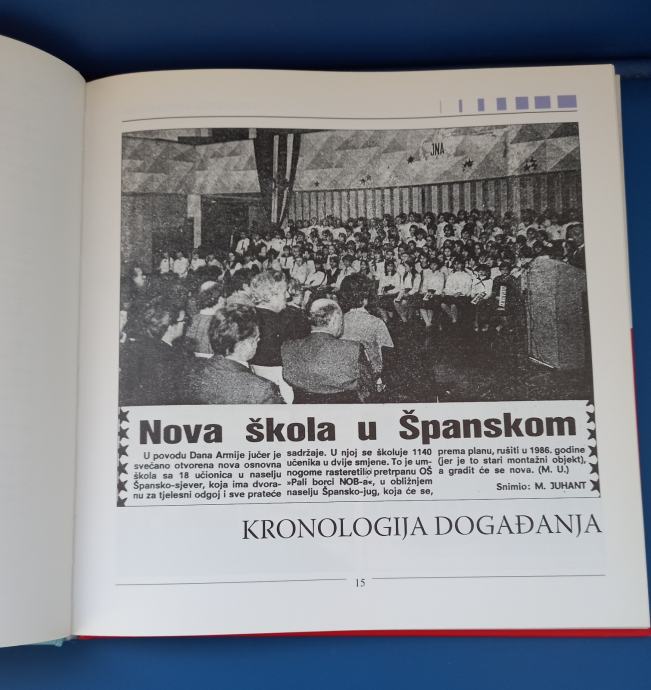 JNA
Nova škola u Španskom
U povodu Dana Armije jučer je
svečano otvorena nova osnovna
škola sa 18 učionica u naselju
Špansko-sjever, koja ima dvora-
nu za tjelesni odgoj i sve prateće
sadržaje. U njoj se školuje 1140
učenika u dvije smjene. To je um-
nogome rasteretilo pretrpanu OŠ
»Pali borci NOB-a«, u obližnjem
naselju Špansko-jug, koja će se,
prema planu, rušiti u 1986. godine
(jer je to stari montažni objekt),
a gradit će se nova. (M. U.)
Snimio: M. JUHANT
KRONOLOGIJA DOGAĐANJA
15